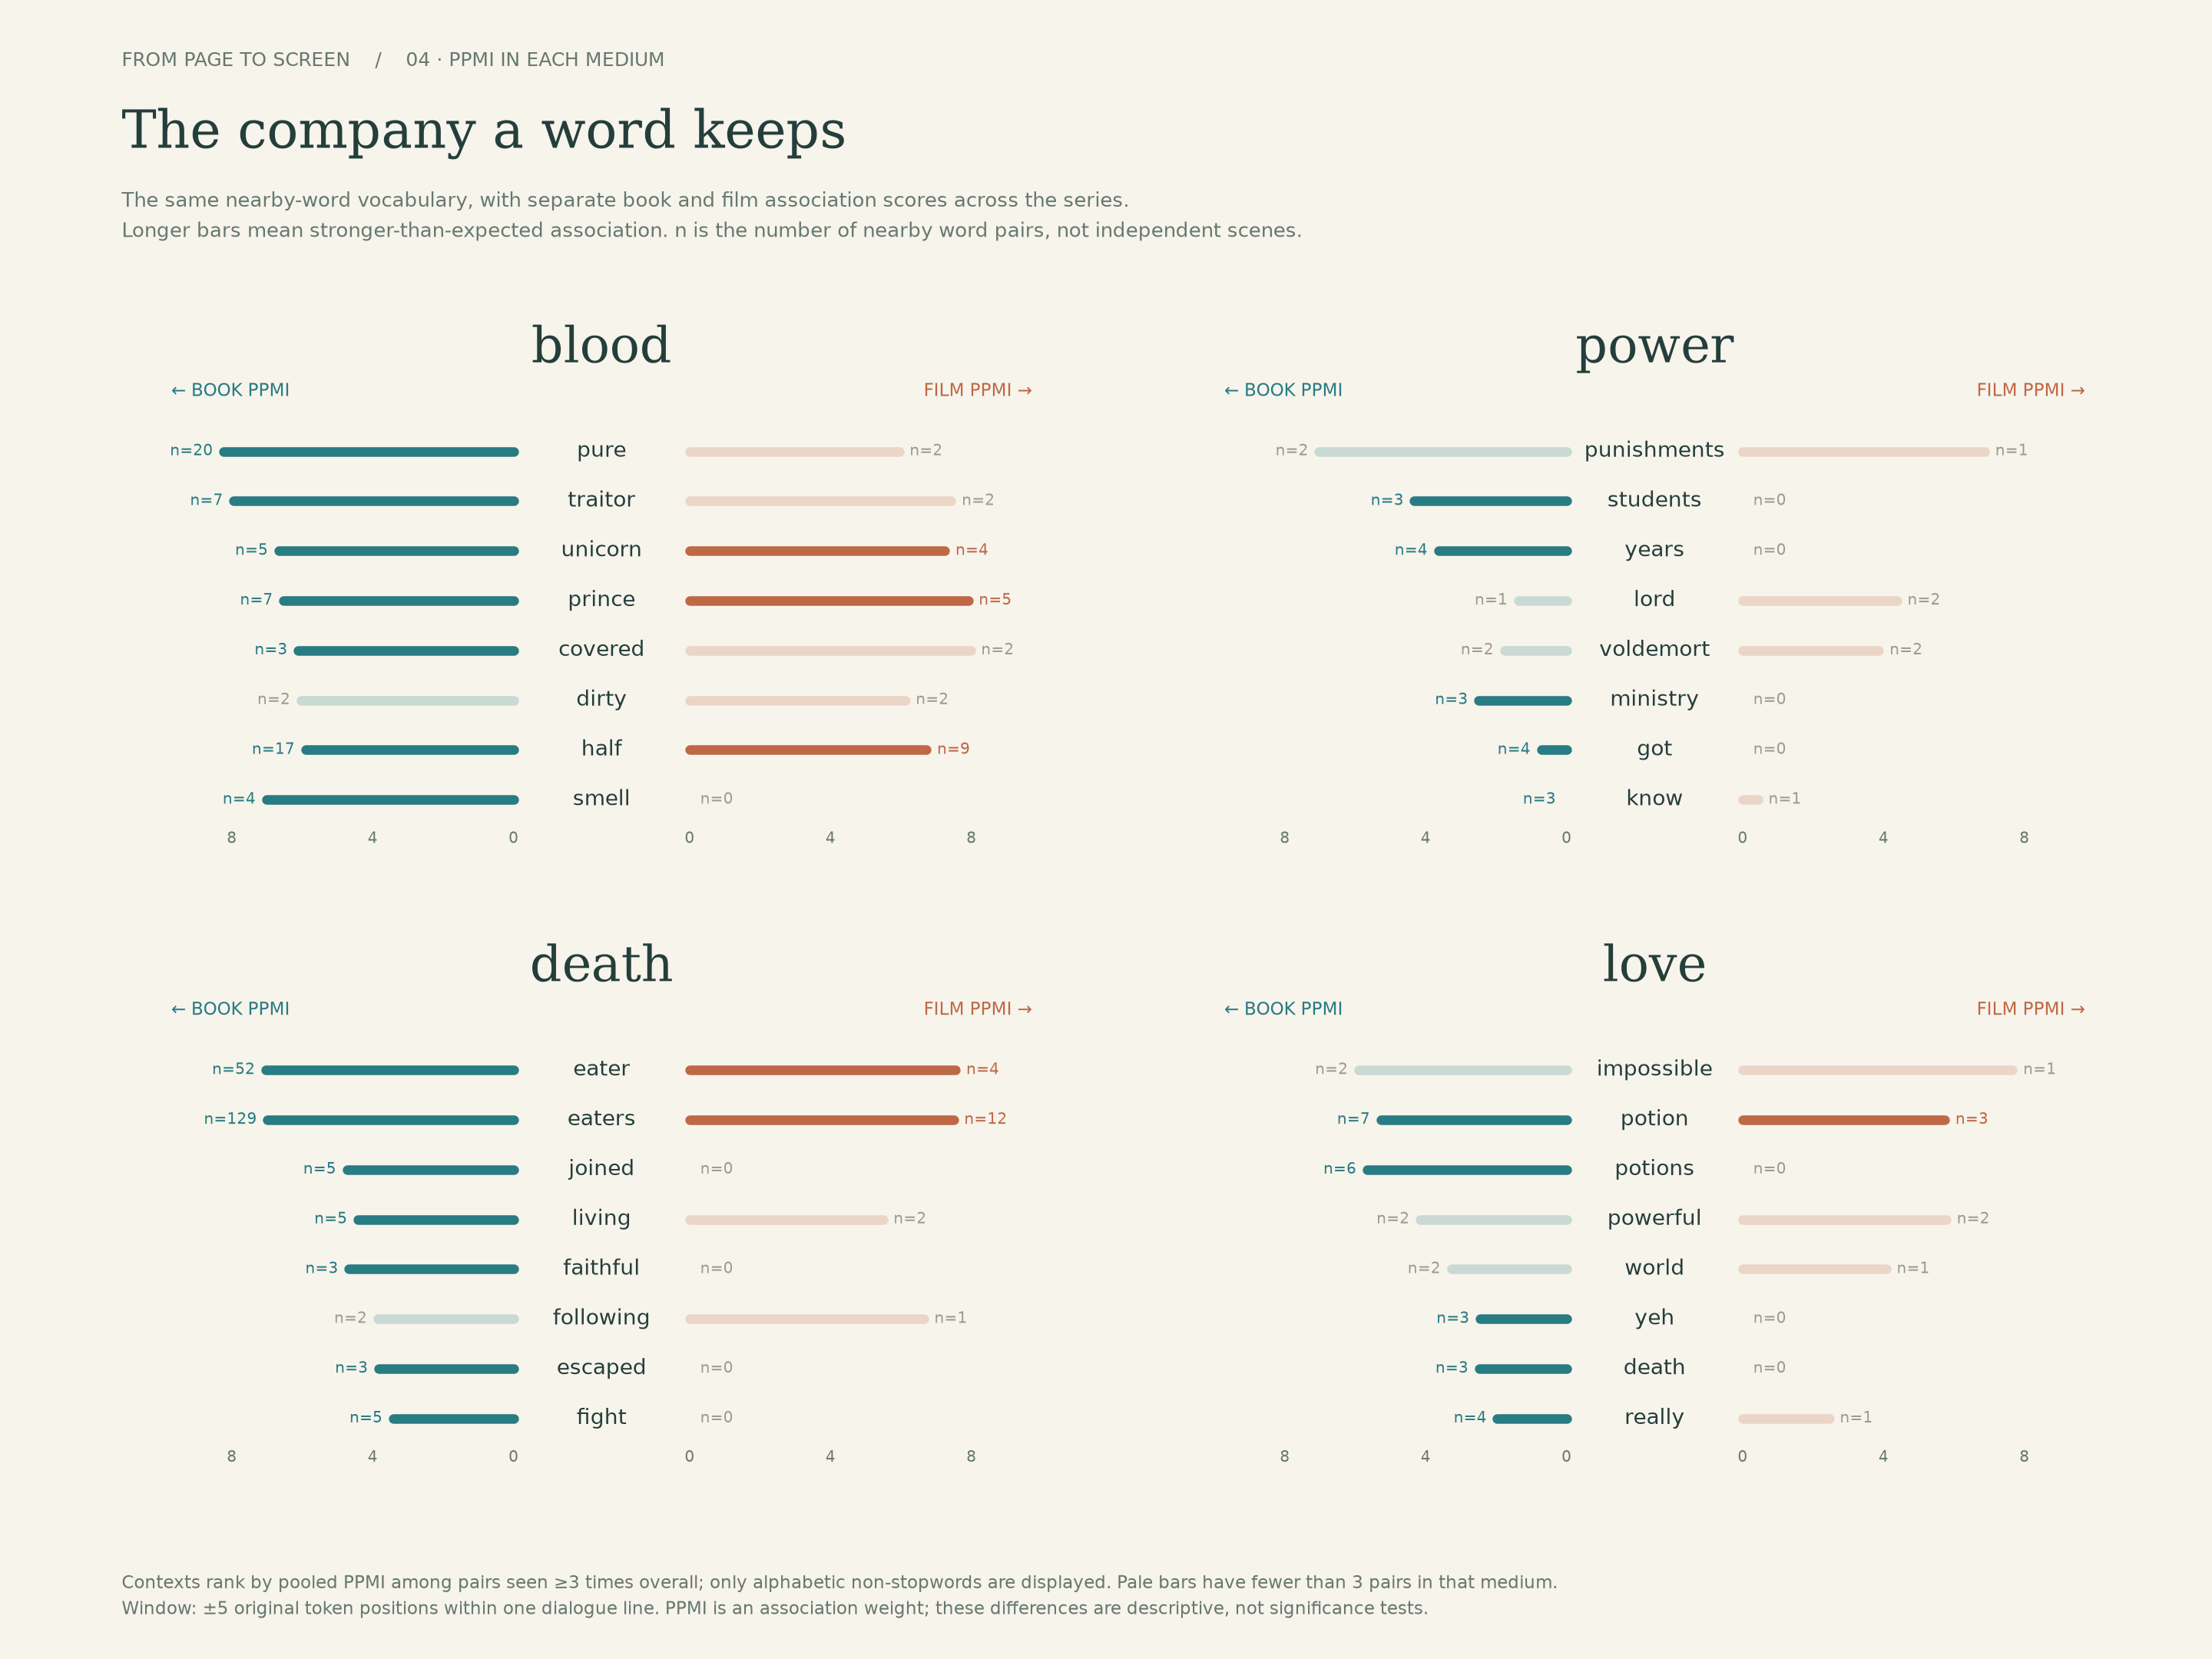 FROM PAGE TO SCREEN / 04 · PPMI IN EACH MEDIUM
The company a word keeps
The same nearby-word vocabulary, with separate book and film association scores across the series.
Longer bars mean stronger-than-expected association. n is the number of nearby word pairs, not independent scenes.
blood
← BOOK PPMI FILM PPMI →
n=20 pure n=2
n=7 traitor n=2
n=5 unicorn n=4
n=7 prince n=5
n=3 covered n=2
n=2 dirty n=2
n=17 half n=9
n=4 smell n=0
8 4 0 0 4 8
power
← BOOK PPMI FILM PPMI →
n=2 punishments n=1
n=3 students n=0
n=4 years n=0
n=1 lord n=2
n=2 voldemort n=2
n=3 ministry n=0
n=4 got n=0
n=3 know n=1
8 4 0 0 4 8
death
← BOOK PPMI FILM PPMI →
n=52 eater n=4
n=129 eaters n=12
n=5 joined n=0
n=5 living n=2
n=3 faithful n=0
n=2 following n=1
n=3 escaped n=0
n=5 fight n=0
8 4 0 0 4 8
love
← BOOK PPMI FILM PPMI →
n=2 impossible n=1
n=7 potion n=3
n=6 potions n=0
n=2 powerful n=2
n=2 world n=1
n=3 yeh n=0
n=3 death n=0
n=4 really n=1
8 4 0 0 4 8
Contexts rank by pooled PPMI among pairs seen ≥3 times overall; only alphabetic non-stopwords are displayed. Pale bars have fewer than 3 pairs in that medium.
Window: ±5 original token positions within one dialogue line. PPMI is an association weight; these differences are descriptive, not significance tests.